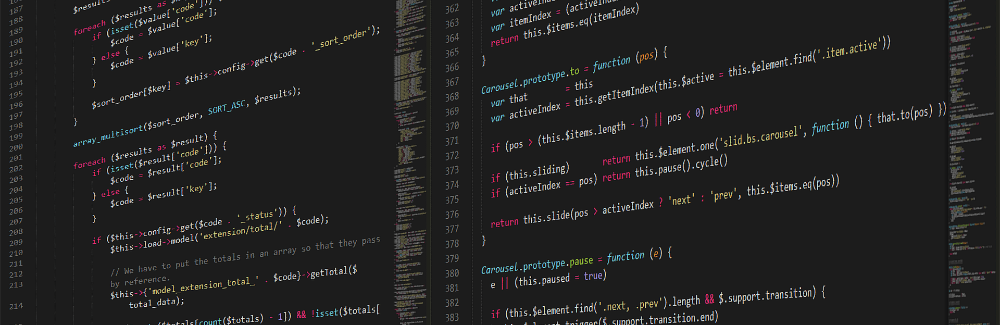 187
188
189
190
191
192
193
194
195
196
197
198
199
200
201
202
203
204
205
206
207
208
209
210
211
212
213
214
$results
foreach ($results as
if (isset($value['code'])) {
$code = $value['code'];
} else {
$code = $value['key'];
}
$sort_order[$key] = $this->config->get($code . '_sort_order');
}
array_multisort($sort_order, SORT_ASC, $results);
foreach ($results as $result) {
if (isset($result['code'])) {
$code = $result['code'];
} else {
$code = $result['key'];
}
if ($this->config->get($code . '_status')) {
$this->load->model('extension/total/' . $code);
// We have to put the totals in an array so that they pass
by reference.
$this->{'model_extension_total_' . $code}->getTotal($
total_data);
($totals[count($totals) - 1]) && !isset($totals[
362
363
364
365
366
367
368
369
370
371
372
373
374
375
376
377
378
379
380
381
382
383
var
var itemIndex =
return this.$items.eq(itemIndex)
}
Carousel.prototype.to = function (pos) {
var that = this
var activeIndex = this.getItemIndex(this.$active = this.$element.find('.item.active'))
if (pos > (this.$items.length - 1) || pos < 0) return
if (this.sliding) return this.$element.one('slid.bs.carousel', function () { that.to(pos) })
if (activeIndex == pos) return this.pause().cycle()
return this.slide(pos > activeIndex ? 'next' : 'prev', this.$items.eq(pos))
}
Carousel.prototype.pause = function (e) {
e || (this.paused = true)
if (this.$element.find('.next, .prev').length && $.support.transition) {
this.$element.trigger($.support.transition.end)